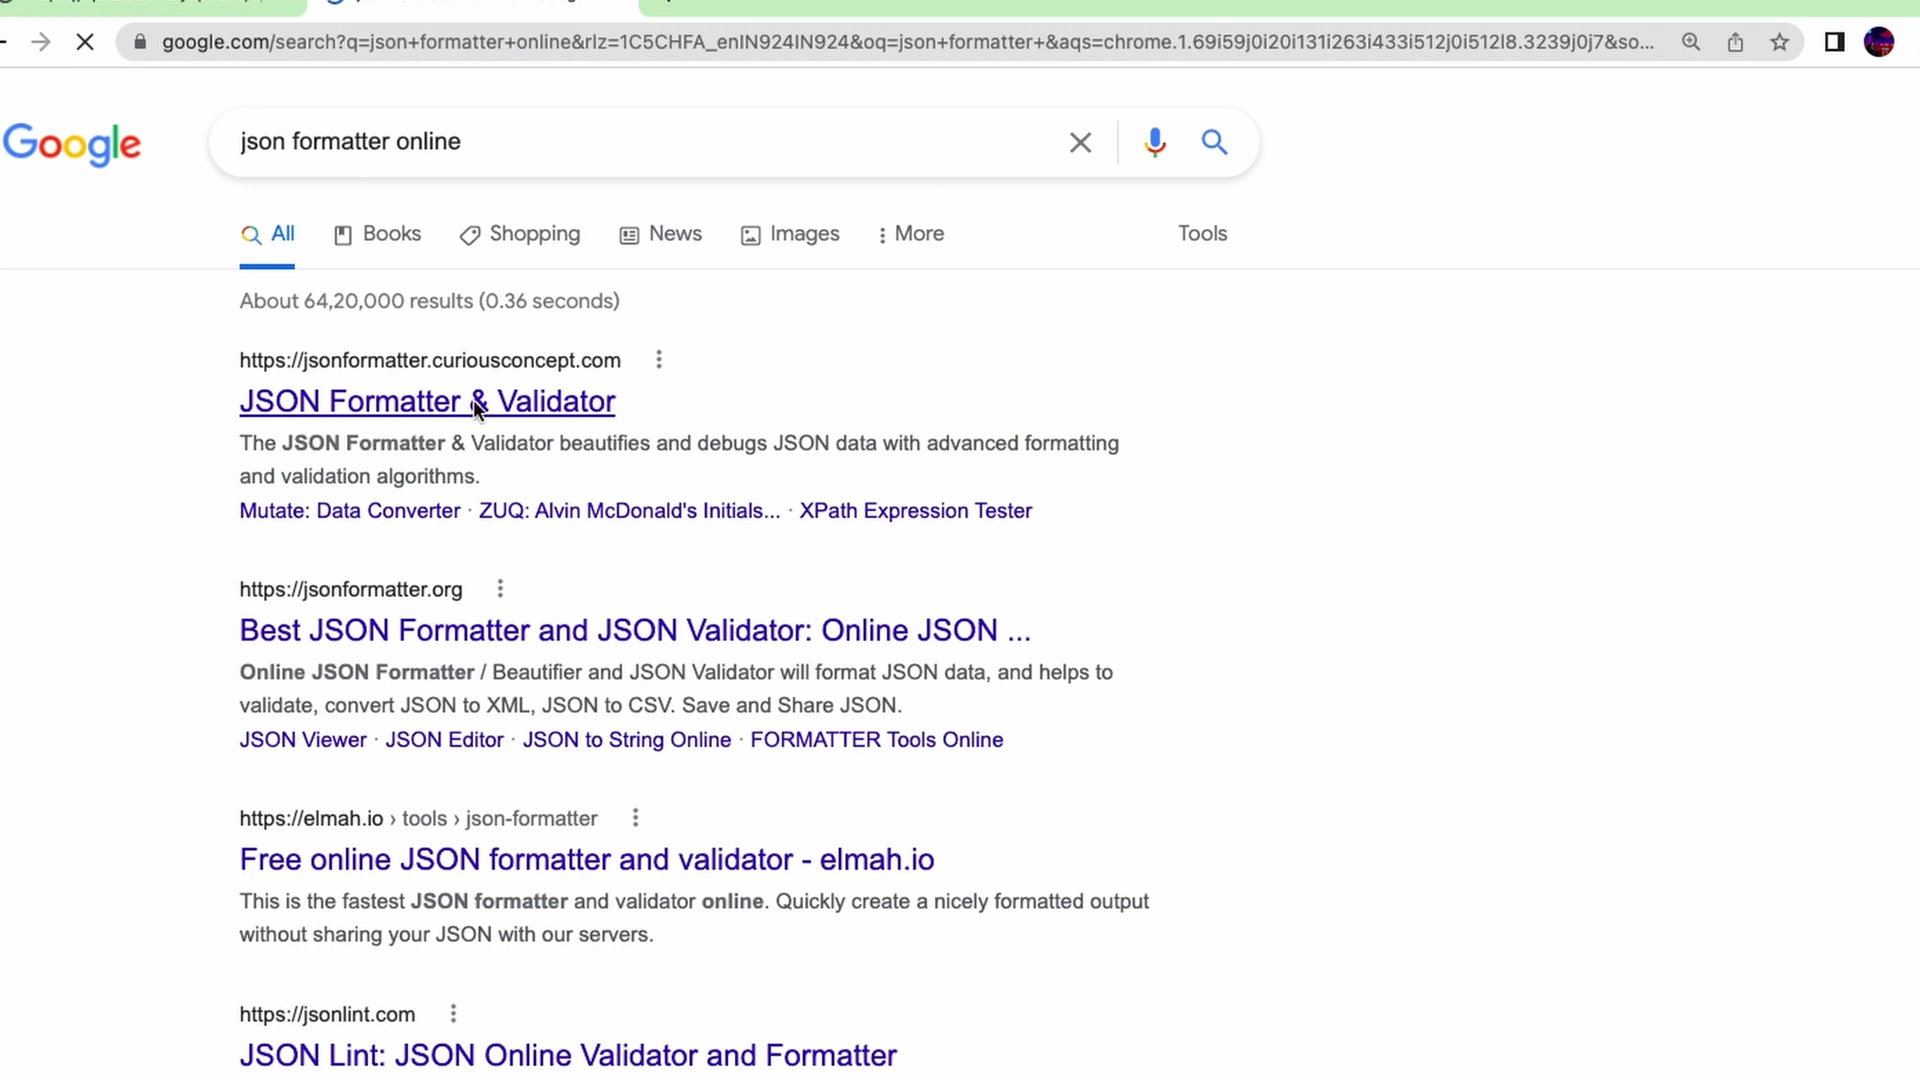 google.com/search?q=json+formatter+online&rlz=1C5CHFA_enIN924IN924&oq=json+formatter+&aqs=chrome.1.69i59j0i20i131i263i433i512j0i512l8.3239j0j7&so...
Google
json formatter online
All Books Shopping News Images More Tools
About 64,20,000 results (0.36 seconds)
https://jsonformatter.curiousconcept.com
JSON Formatter & Validator
The JSON Formatter & Validator beautifies and debugs JSON data with advanced formatting
and validation algorithms.
Mutate: Data Converter · ZUQ: Alvin McDonald's Initials... · XPath Expression Tester
https://jsonformatter.org
Best JSON Formatter and JSON Validator: Online JSON ...
Online JSON Formatter / Beautifier and JSON Validator will format JSON data, and helps to
validate, convert JSON to XML, JSON to CSV. Save and Share JSON.
JSON Viewer · JSON Editor · JSON to String Online · FORMATTER Tools Online
https://elmah.io › tools › json-formatter
Free online JSON formatter and validator - elmah.io
This is the fastest JSON formatter and validator online. Quickly create a nicely formatted output
without sharing your JSON with our servers.
https://jsonlint.com
JSON Lint: JSON Online Validator and Formatter